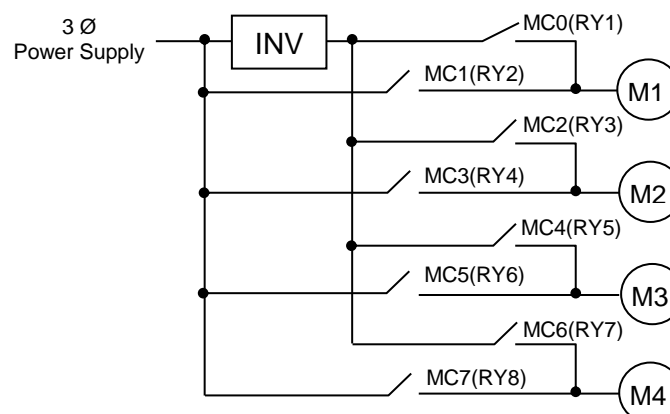 3 Ø
Power Supply
INV
MC0(RY1)
MC1(RY2)
M1
MC2(RY3)
MC3(RY4)
M2
MC4(RY5)
MC5(RY6)
M3
MC6(RY7)
MC7(RY8)
M4